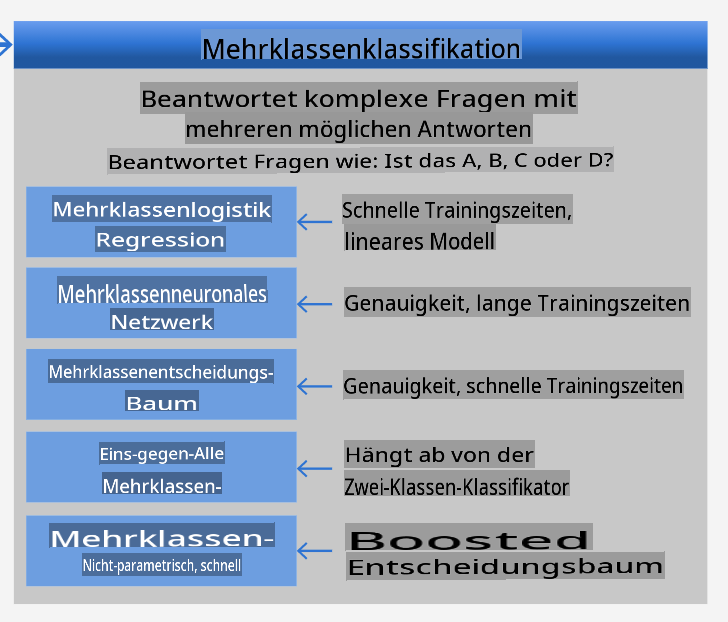 Mehrklassenklassifikation
Beantwortet komplexe Fragen mit
mehreren möglichen Antworten
Beantwortet Fragen wie: Ist das A, B, C oder D?
Mehrklassenlogistik
Regression
Schnelle Trainingszeiten,
lineares Modell
Mehrklassenneuronales
Netzwerk
Genauigkeit, lange Trainingszeiten
Mehrklassenentscheidungs-
Baum
Genauigkeit, schnelle Trainingszeiten
Eins-gegen-Alle
Mehrklassen-
Hängt ab von der
Zwei-Klassen-Klassifikator
Mehrklassen-
Nicht-parametrisch, schnell
Boosted
Entscheidungsbaum